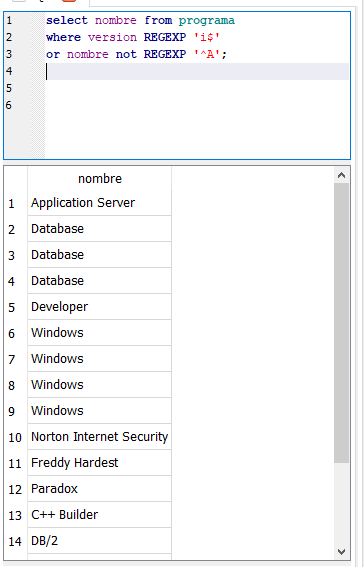 1 select nombre from programa
2 where version REGEXP 'i$'
3 or nombre not REGEXP '^A';
4
5
6
nombre
1 Application Server
2 Database
3 Database
4 Database
5 Developer
6 Windows
7 Windows
8 Windows
9 Windows
10 Norton Internet Security
11 Freddy Hardest
12 Paradox
13 C++ Builder
14 DB/2